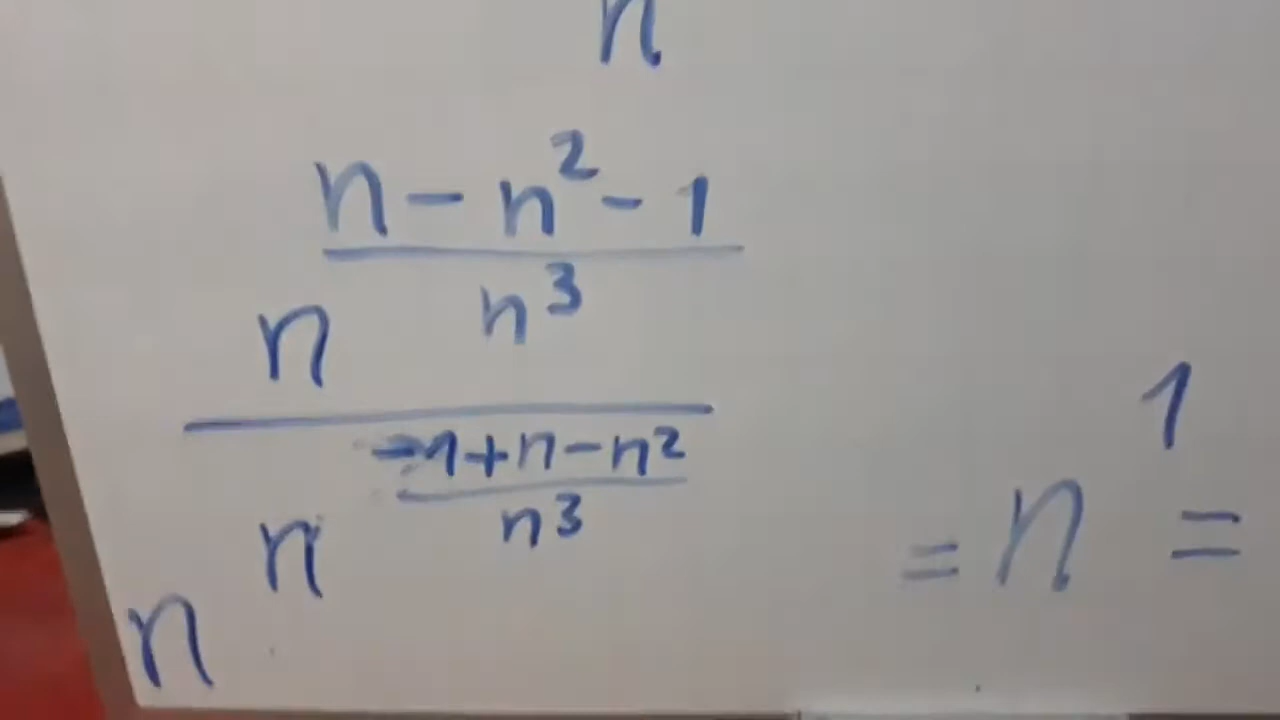 n
n - n² - 1
n³
n
-1+n-n²
n³
n
n
= n¹ =